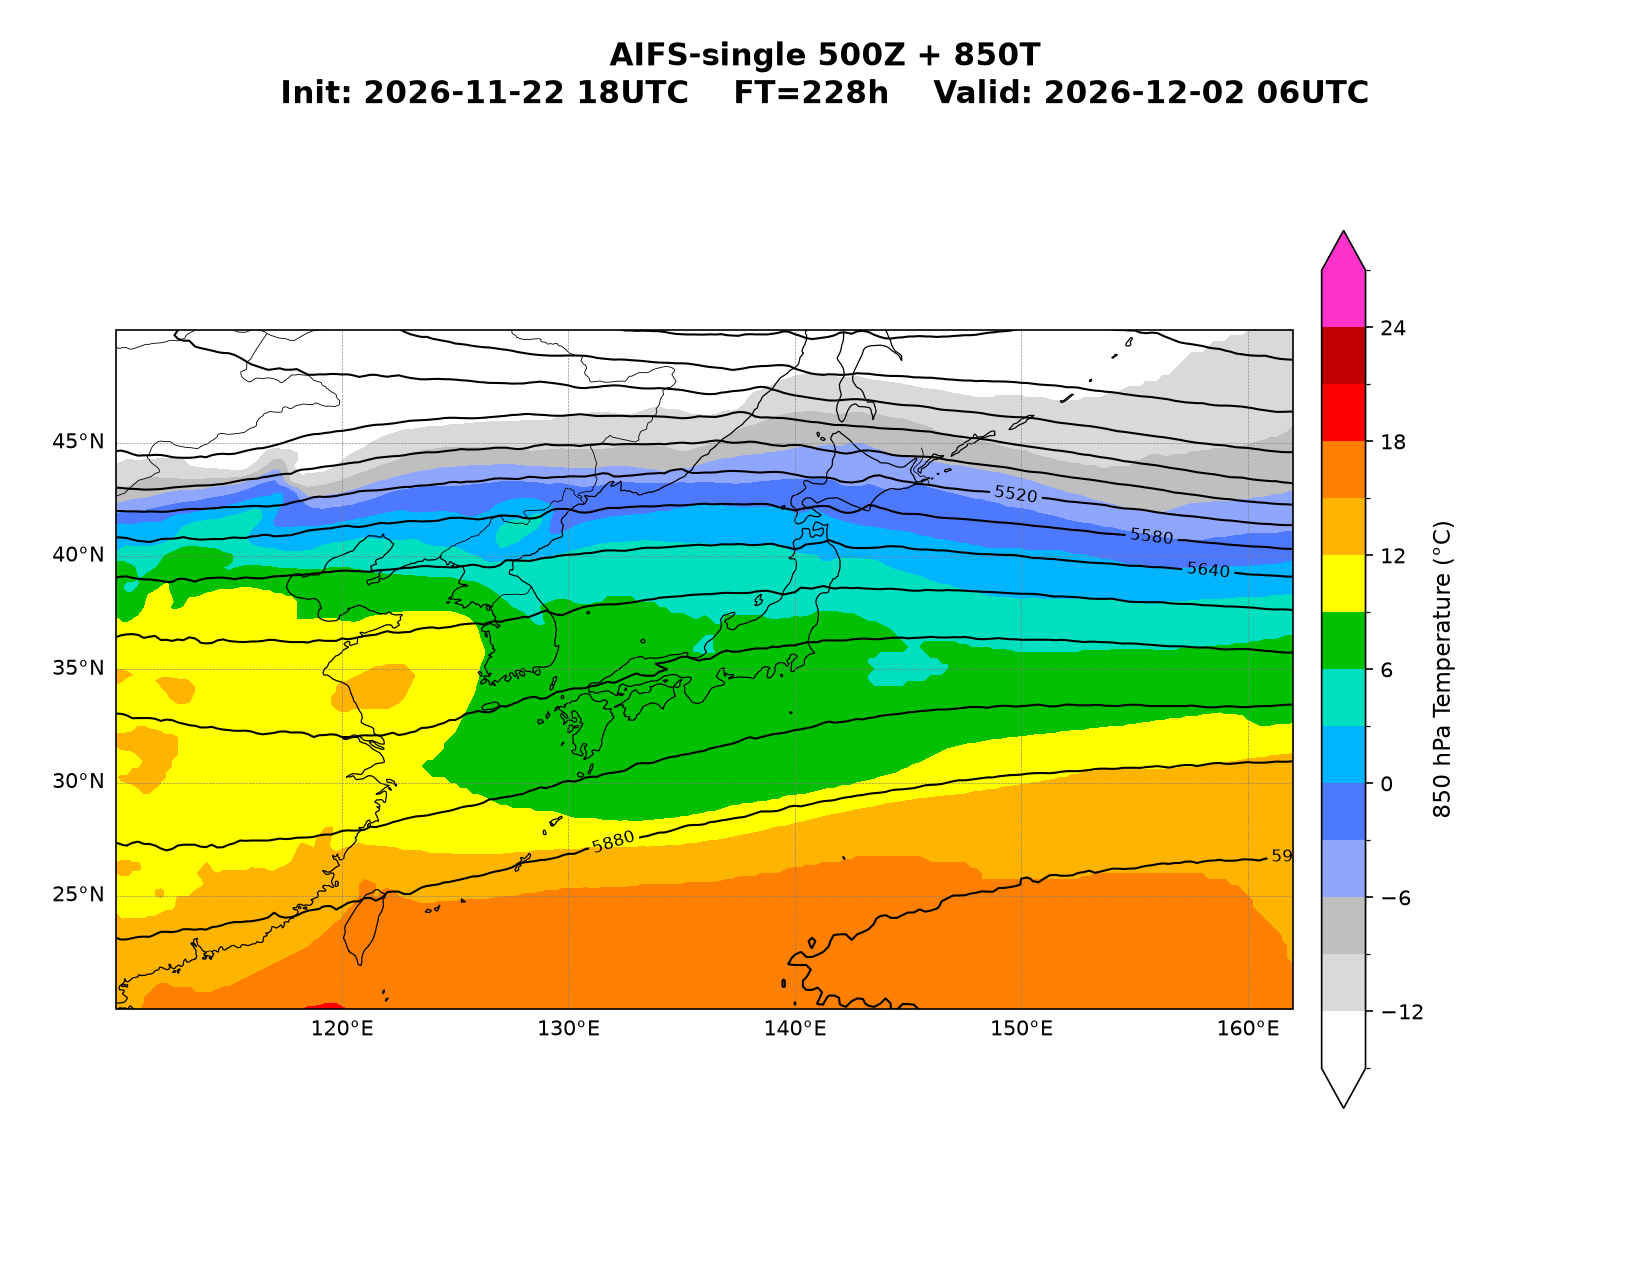 AIFS-single 500Z + 850T
Init: 2026-11-22 18UTC    FT=228h    Valid: 2026-12-02 06UTC
45°N
40°N
35°N
30°N
25°N
120°E
130°E
140°E
150°E
160°E
5520
5580
5640
5880
59
24
18
12
6
0
−6
−12
850 hPa Temperature (°C)